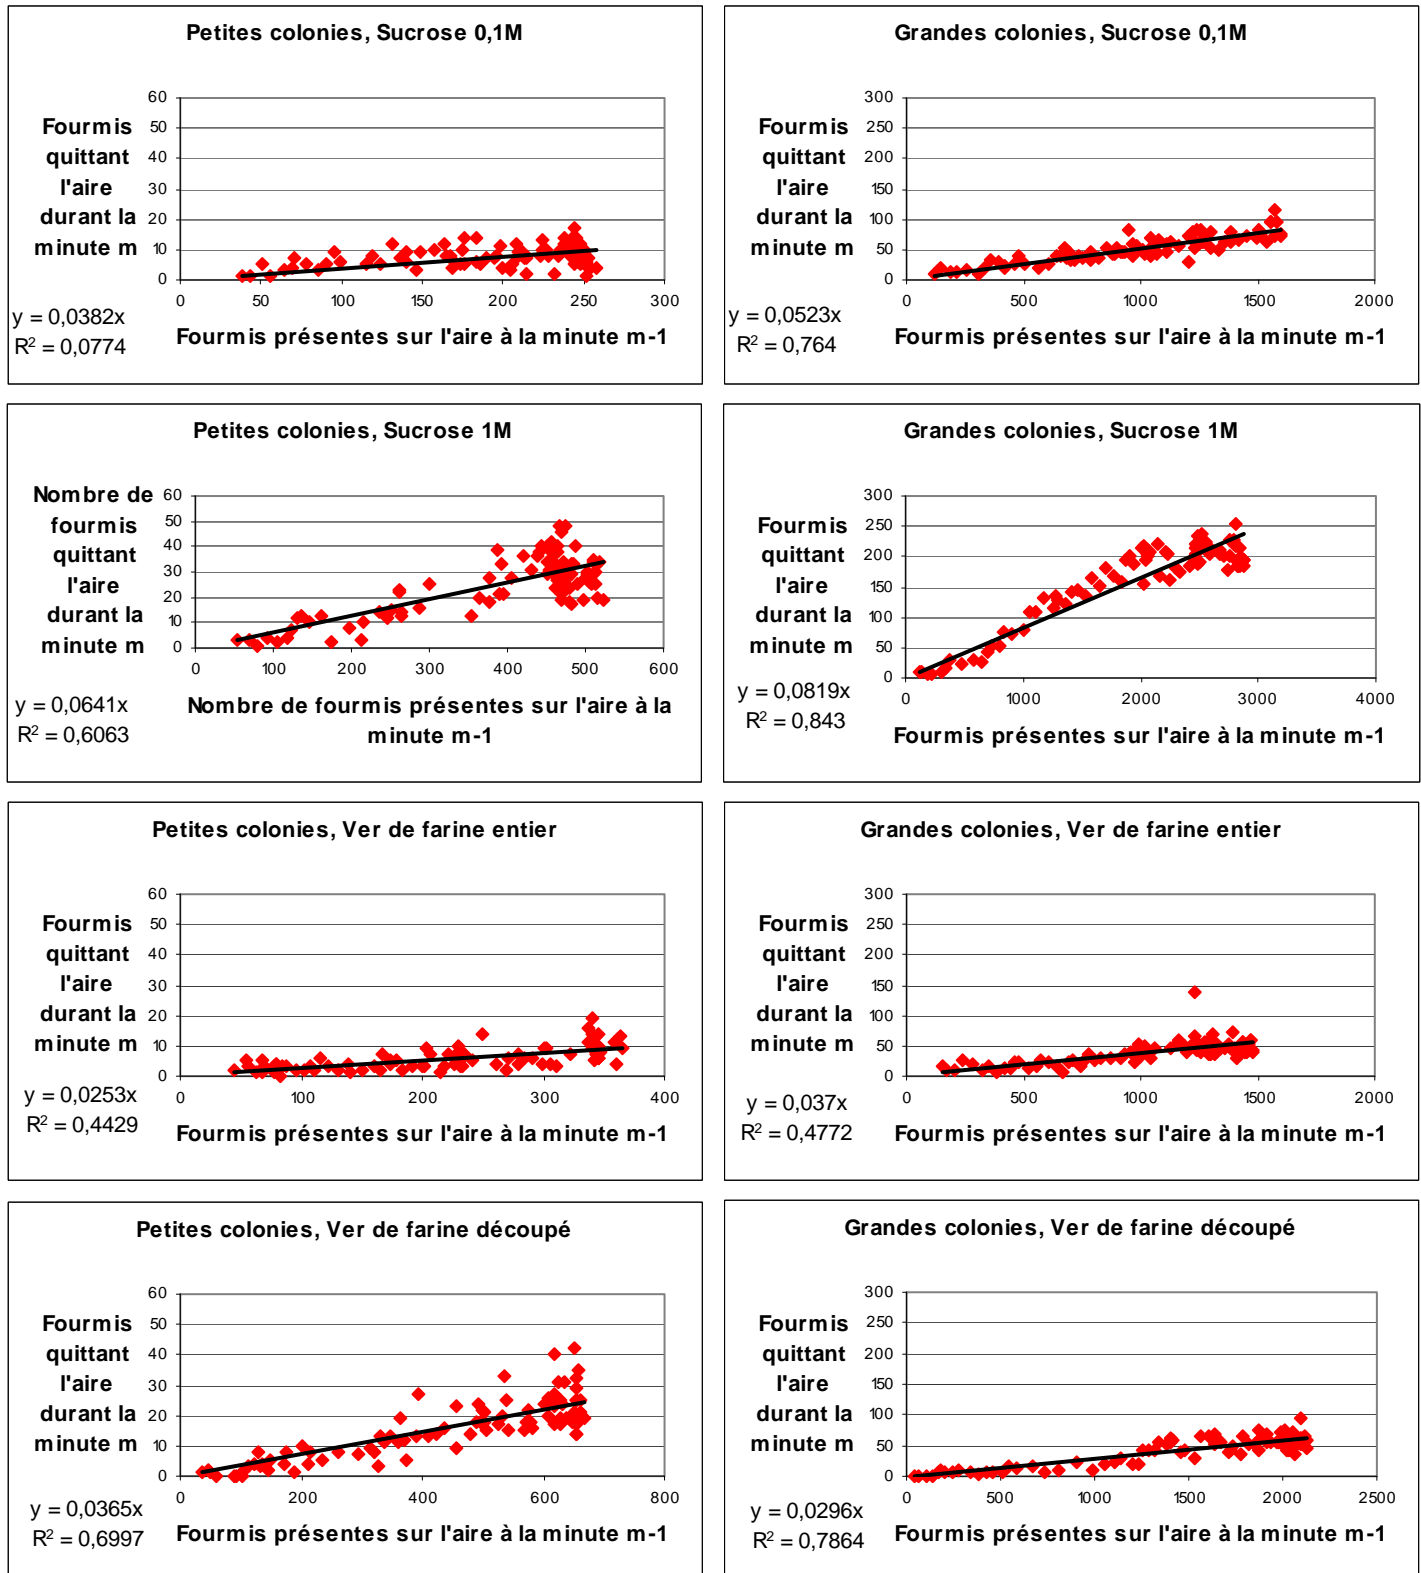 Petites colonies, Sucrose 0,1M
Fourmis
quittant
l'aire
durant la
minute m
60
50
40
30
20
10
0
0 50 100 150 200 250 300
y = 0,0382x
R² = 0,0774
Fourmis présentes sur l'aire à la minute m-1
Grandes colonies, Sucrose 0,1M
Fourmis
quittant
l'aire
durant la
minute m
300
250
200
150
100
50
0
0 500 1000 1500 2000
y = 0,0523x
R² = 0,764
Fourmis présentes sur l'aire à la minute m-1
Petites colonies, Sucrose 1M
Nombre de
fourmis
quittant
l'aire
durant la
minute m
60
50
40
30
20
10
0
0 100 200 300 400 500 600
y = 0,0641x
R² = 0,6063
Nombre de fourmis présentes sur l'aire à la
minute m-1
Grandes colonies, Sucrose 1M
Fourmis
quittant
l'aire
durant la
minute m
300
250
200
150
100
50
0
0 1000 2000 3000 4000
y = 0,0819x
R² = 0,843
Fourmis présentes sur l'aire à la minute m-1
Petites colonies, Ver de farine entier
Fourmis
quittant
l'aire
durant la
minute m
60
50
40
30
20
10
0
0 100 200 300 400
y = 0,0253x
R² = 0,4429
Fourmis présentes sur l'aire à la minute m-1
Grandes colonies, Ver de farine entier
Fourmis
quittant
l'aire
durant la
minute m
300
250
200
150
100
50
0
0 500 1000 1500 2000
y = 0,037x
R² = 0,4772
Fourmis présentes sur l'aire à la minute m-1
Petites colonies, Ver de farine découpé
Fourmis
quittant
l'aire
durant la
minute m
60
50
40
30
20
10
0
0 200 400 600 800
y = 0,0365x
R² = 0,6997
Fourmis présentes sur l'aire à la minute m-1
Grandes colonies, Ver de farine découpé
Fourmis
quittant
l'aire
durant la
minute m
300
250
200
150
100
50
0
0 500 1000 1500 2000 2500
y = 0,0296x
R² = 0,7864
Fourmis présentes sur l'aire à la minute m-1